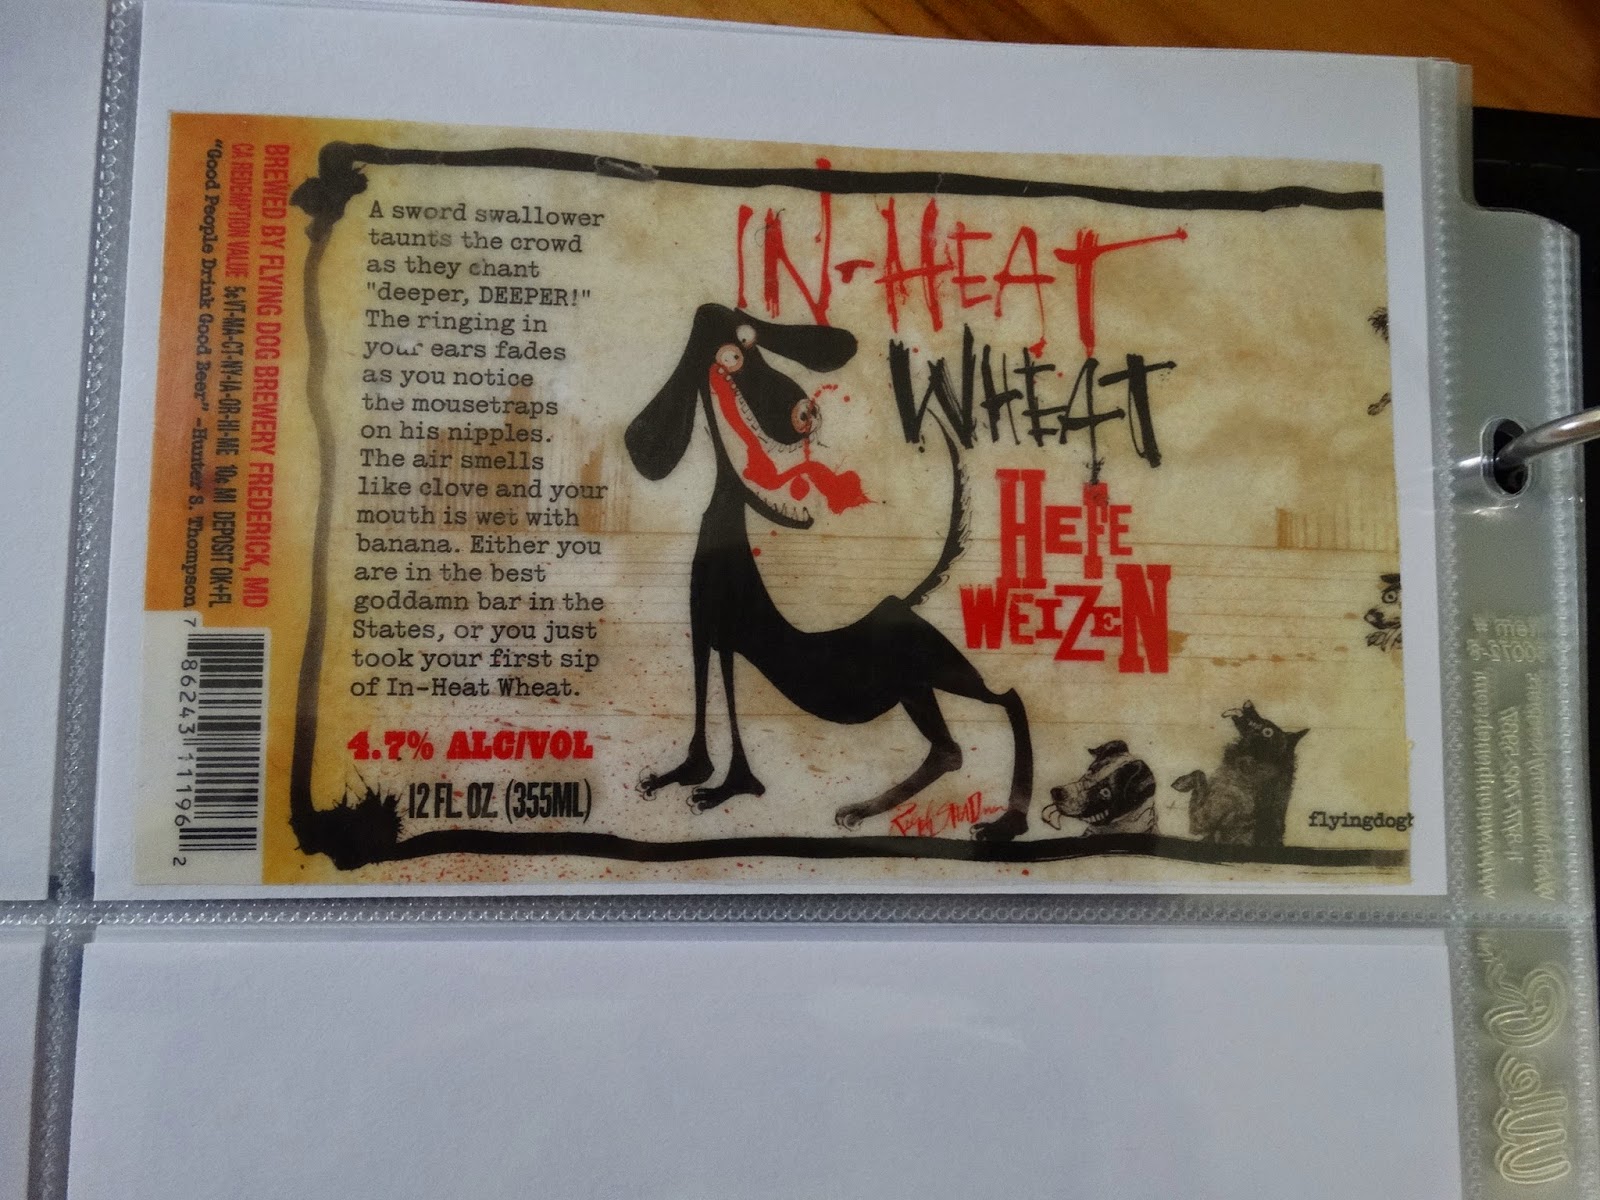 BREWED BY FLYING DOG BREWERY FREDERICK, MD
CA REDEMPTION VALUE 5¢VT-MA-CT-NY-IA-OR-HI-ME 10¢ MI DEPOSIT OK+FL
"Good People Drink Good Beer" -Hunter S. Thompson
7 86243 11196 2
A sword swallower
taunts the crowd
as they chant
"deeper, DEEPER!"
The ringing in
your ears fades
as you notice
the mousetraps
on his nipples.
The air smells
like clove and your
mouth is wet with
banana. Either you
are in the best
goddamn bar in the
States, or you just
took your first sip
of In-Heat Wheat.
4.7% ALC/VOL
12 FL. OZ. (355ML)
IN-HEAT
WHEAT
HEFE
WEIZEN
flyingdogb